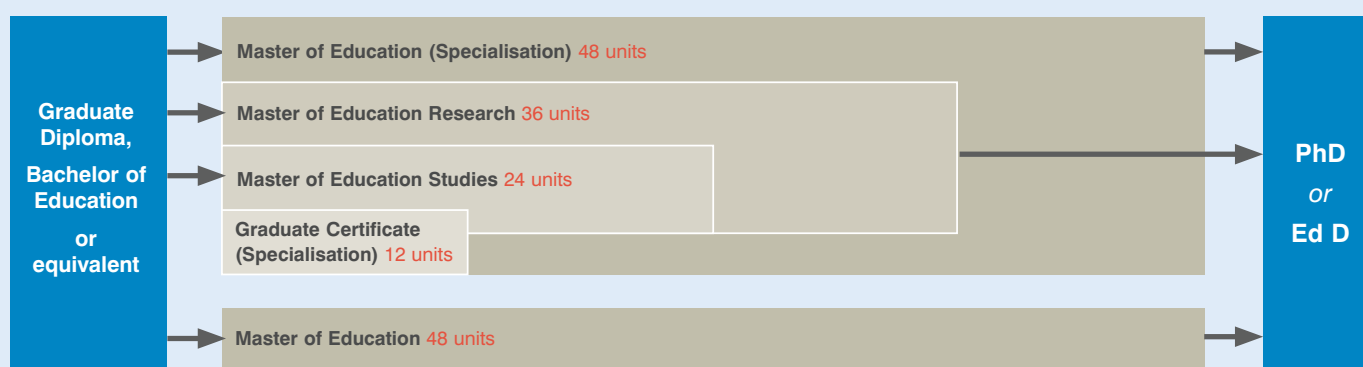 Graduate
Diploma,
Bachelor of
Education
or
equivalent
Master of Education (Specialisation) 48 units
Master of Education Research 36 units
Master of Education Studies 24 units
Graduate Certificate
(Specialisation) 12 units
Master of Education 48 units
PhD
or
Ed D